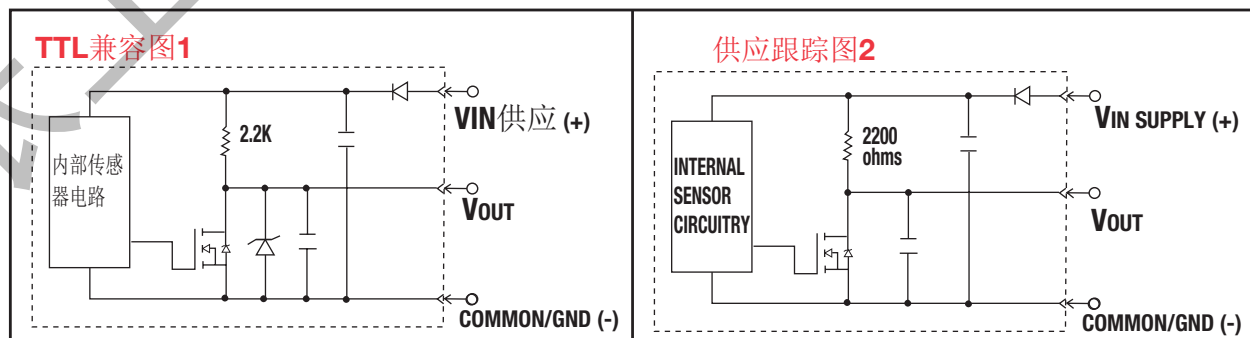 TTL兼容图1
2.2K
内部传感
器电路
VIN供应 (+)
VOUT
COMMON/GND (-)
供应跟踪图2
2200
ohms
INTERNAL
SENSOR
CIRCUITRY
VIN SUPPLY (+)
VOUT
COMMON/GND (-)